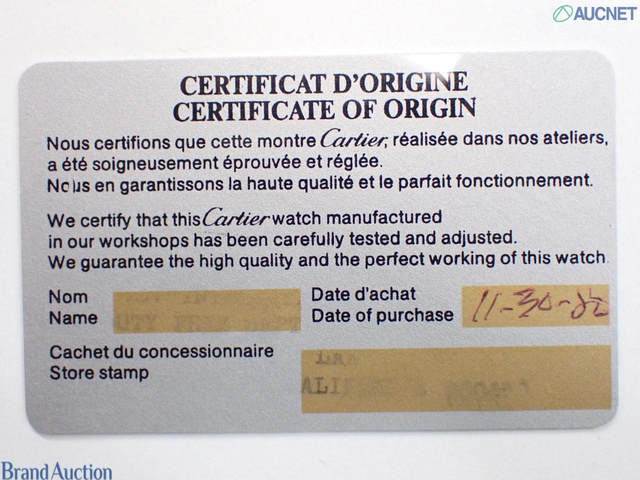 AUCNET
CERTIFICAT D'ORIGINE
CERTIFICATE OF ORIGIN
Nous certifions que cette montre Cartier, réalisée dans nos ateliers,
a été soigneusement éprouvée et réglée.
Nous en garantissons la haute qualité et le parfait fonctionnement.
We certify that this Cartier watch manufactured
in our workshops has been carefully tested and adjusted.
We guarantee the high quality and the perfect working of this watch
Nom
Name
Date d'achat
Date of purchase 11-30-
Cachet du concessionnaire
Store stamp
Brand Auction